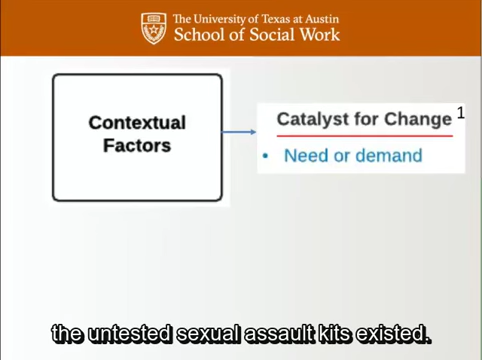 The University of Texas at Austin
School of Social Work
Contextual
Factors
Catalyst for Change 1
• Need or demand
the untested sexual assault kits existed.